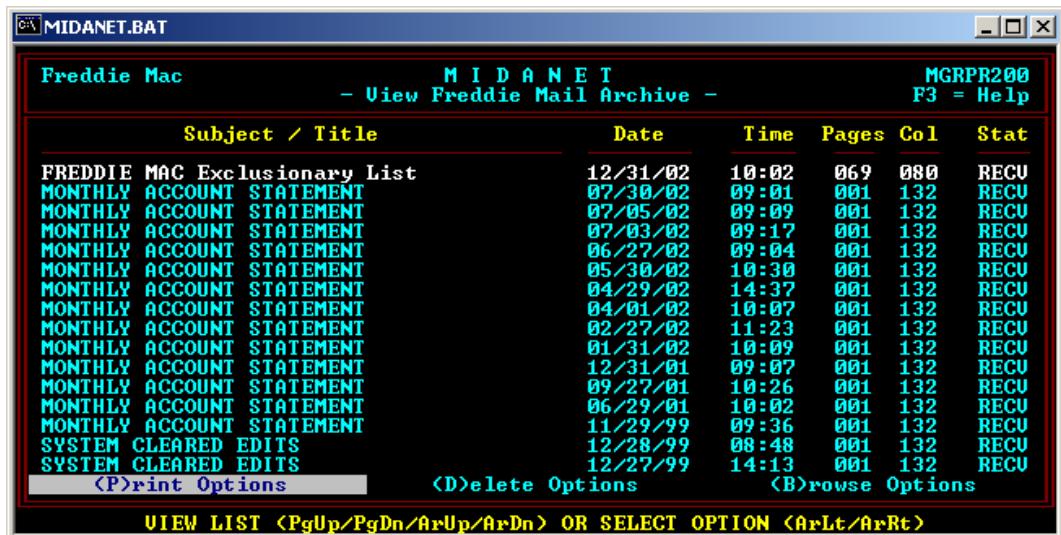 MIDANET.BAT
Freddie Mac M I D A N E T MGRPR200
- View Freddie Mail Archive - F3 = Help
Subject / Title Date Time Pages Col Stat
FREDDIE MAC Exclusionary List 12/31/02 10:02 069 080 RECV
MONTHLY ACCOUNT STATEMENT 07/30/02 09:01 001 132 RECV
MONTHLY ACCOUNT STATEMENT 07/05/02 09:09 001 132 RECV
MONTHLY ACCOUNT STATEMENT 07/03/02 09:17 001 132 RECV
MONTHLY ACCOUNT STATEMENT 06/27/02 09:04 001 132 RECV
MONTHLY ACCOUNT STATEMENT 05/30/02 10:30 001 132 RECV
MONTHLY ACCOUNT STATEMENT 04/29/02 14:37 001 132 RECV
MONTHLY ACCOUNT STATEMENT 04/01/02 10:07 001 132 RECV
MONTHLY ACCOUNT STATEMENT 02/27/02 11:23 001 132 RECV
MONTHLY ACCOUNT STATEMENT 01/31/02 10:09 001 132 RECV
MONTHLY ACCOUNT STATEMENT 12/31/01 09:07 001 132 RECV
MONTHLY ACCOUNT STATEMENT 09/27/01 10:26 001 132 RECV
MONTHLY ACCOUNT STATEMENT 06/29/01 10:02 001 132 RECV
MONTHLY ACCOUNT STATEMENT 11/29/99 09:36 001 132 RECV
SYSTEM CLEARED EDITS 12/28/99 08:48 001 132 RECV
SYSTEM CLEARED EDITS 12/27/99 14:13 001 132 RECV
(P)rint Options (D)elete Options (B)rowse Options
VIEW LIST (PgUp/PgDn/ArUp/ArDn) OR SELECT OPTION (ArLt/ArRt)